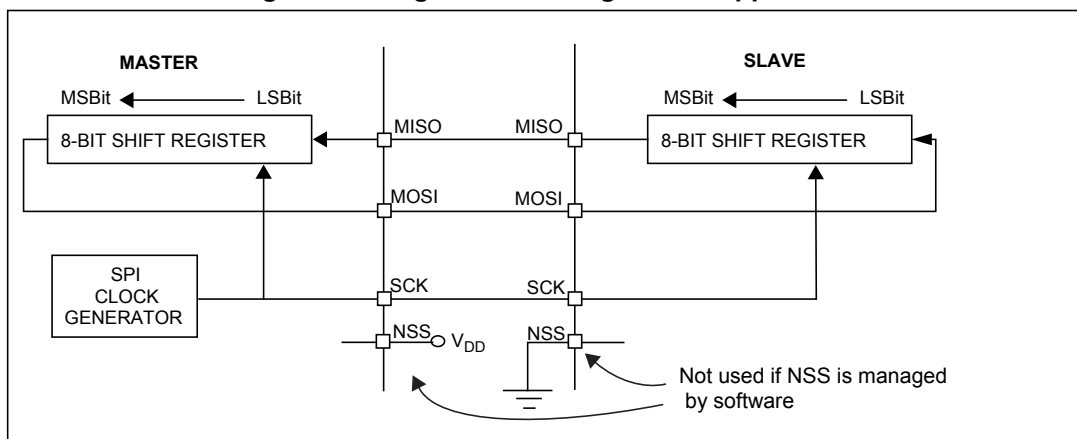 MASTER
SLAVE
MSBit LSBit
MSBit LSBit
8-BIT SHIFT REGISTER
MISO
MISO
8-BIT SHIFT REGISTER
MOSI
MOSI
SPI
CLOCK
GENERATOR
SCK
SCK
NSS
VDD
NSS
Not used if NSS is managed
by software